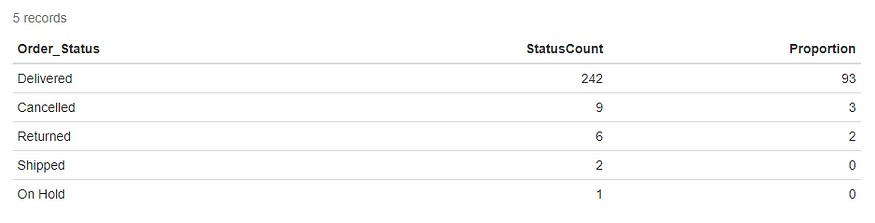 5 records
Order_Status StatusCount Proportion
Delivered 242 93
Cancelled 9 3
Returned 6 2
Shipped 2 0
On Hold 1 0